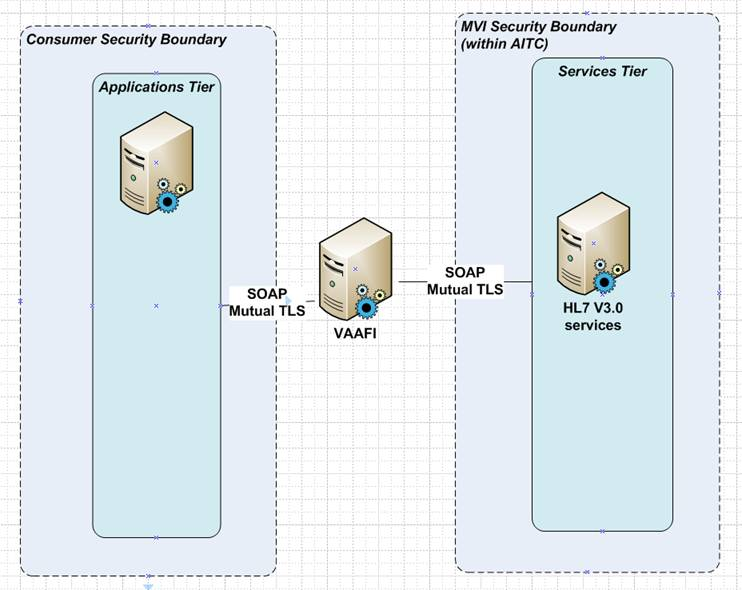 Consumer Security Boundary
Applications Tier
SOAP
Mutual TLS
VAAFI
SOAP
Mutual TLS
MVI Security Boundary
(within AITC)
Services Tier
HL7 V3.0
services